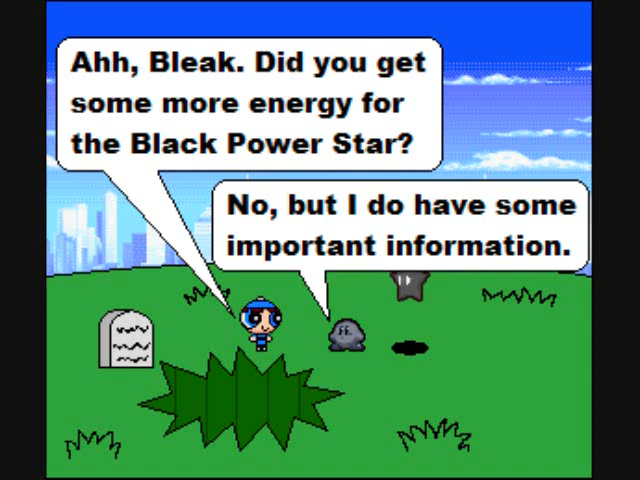 Ahh, Bleak. Did you get
some more energy for
the Black Power Star?
No, but I do have some
important information.